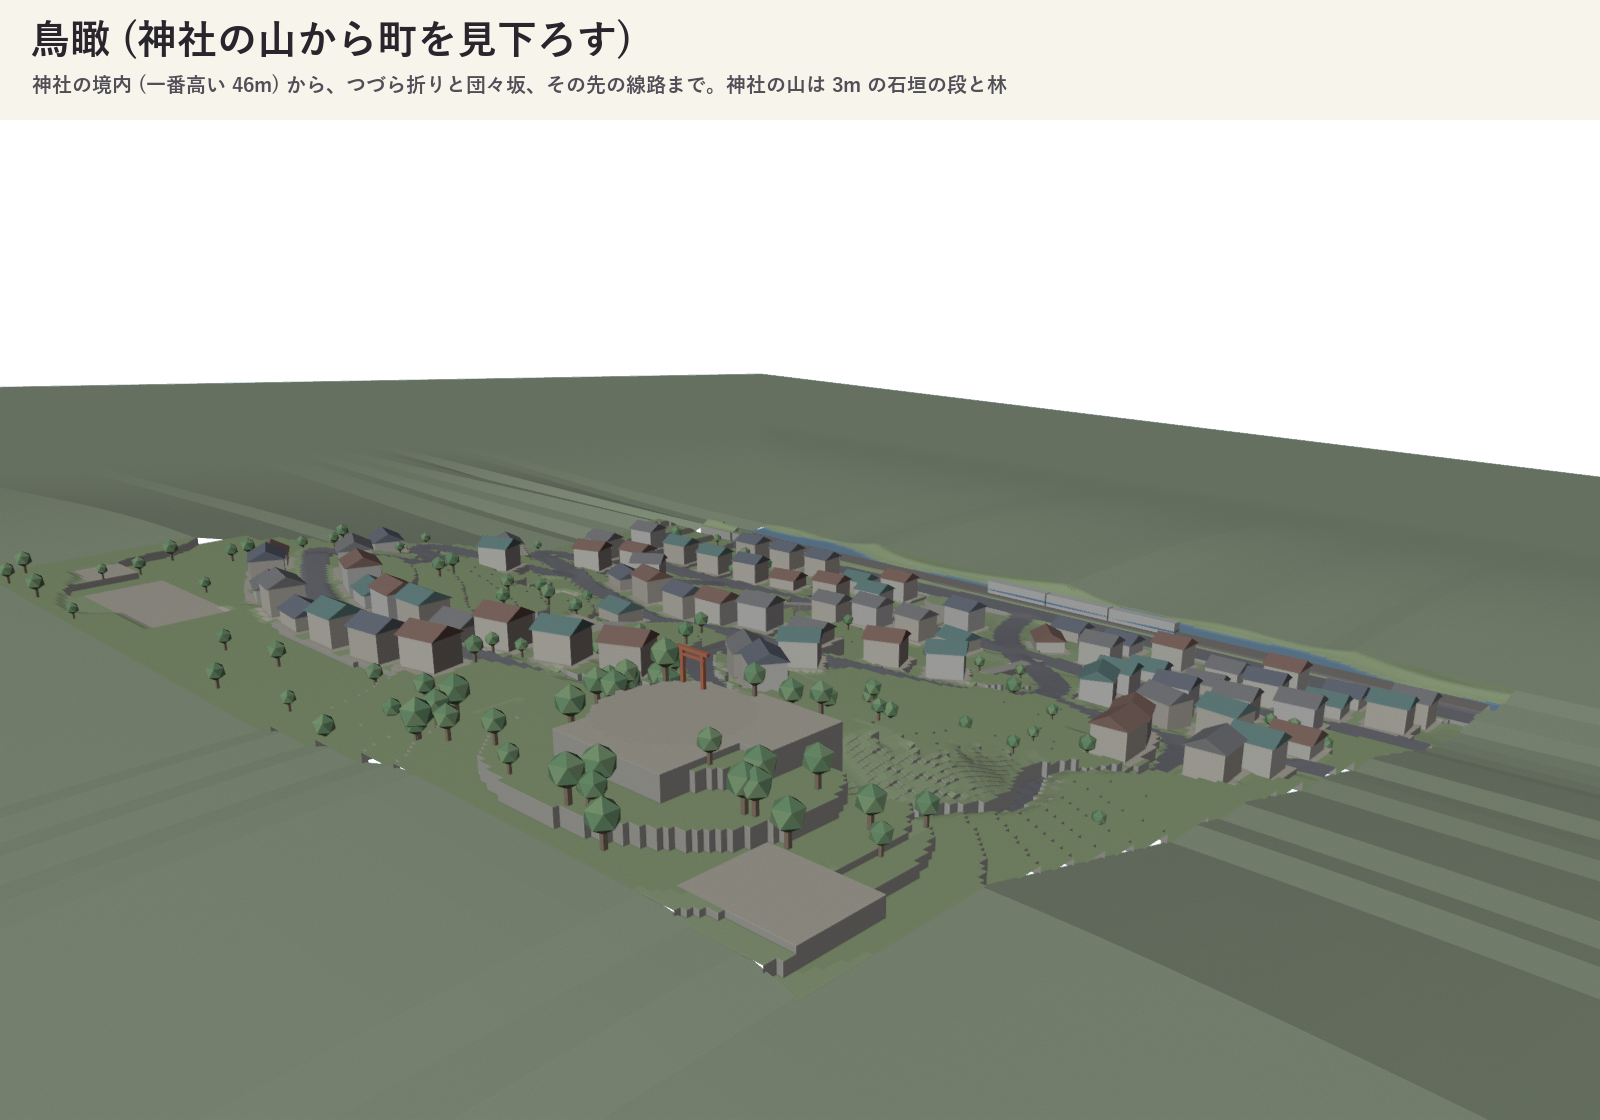 鳥瞰 (神社の山から町を見下ろす)
神社の境内 (一番高い 46m) から、つづら折りと団々坂、その先の線路まで。神社の山は 3m の石垣の段と林